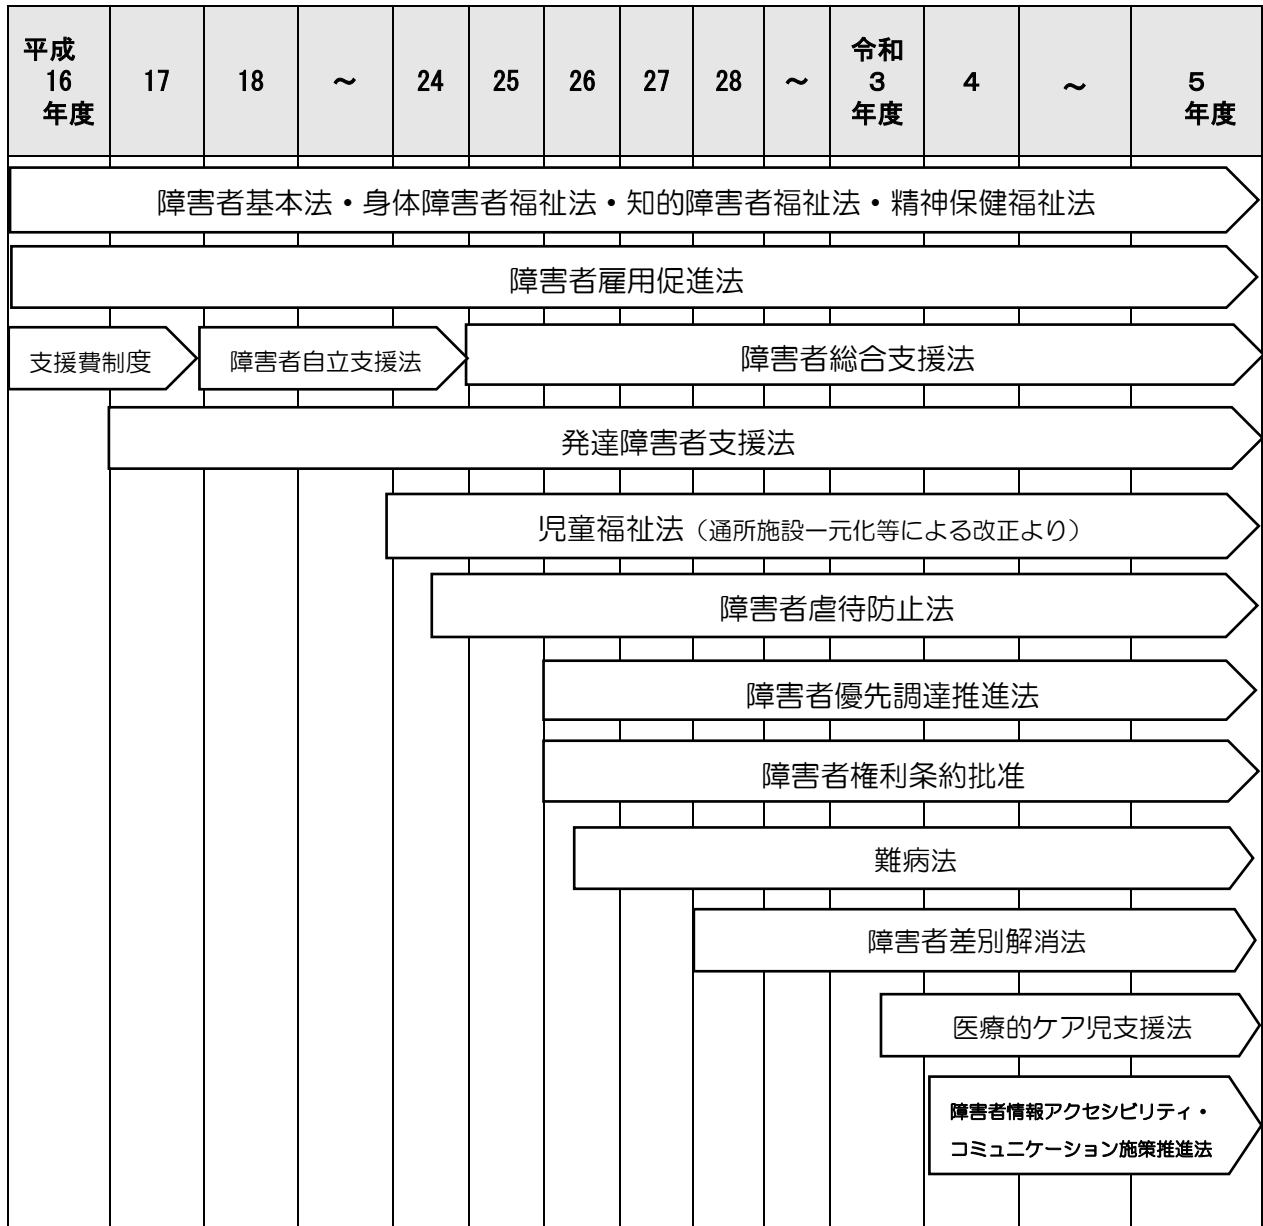 平成
16
年度
17
18
～
24
25
26
27
28
～
令和
３
年度
４
～
５
年度
障害者基本法・身体障害者福祉法・知的障害者福祉法・精神保健福祉法
障害者雇用促進法
支援費制度
障害者自立支援法
障害者総合支援法
発達障害者支援法
児童福祉法（通所施設一元化等による改正より）
障害者虐待防止法
障害者優先調達推進法
障害者権利条約批准
難病法
障害者差別解消法
医療的ケア児支援法
障害者情報アクセシビリティ・
コミュニケーション施策推進法